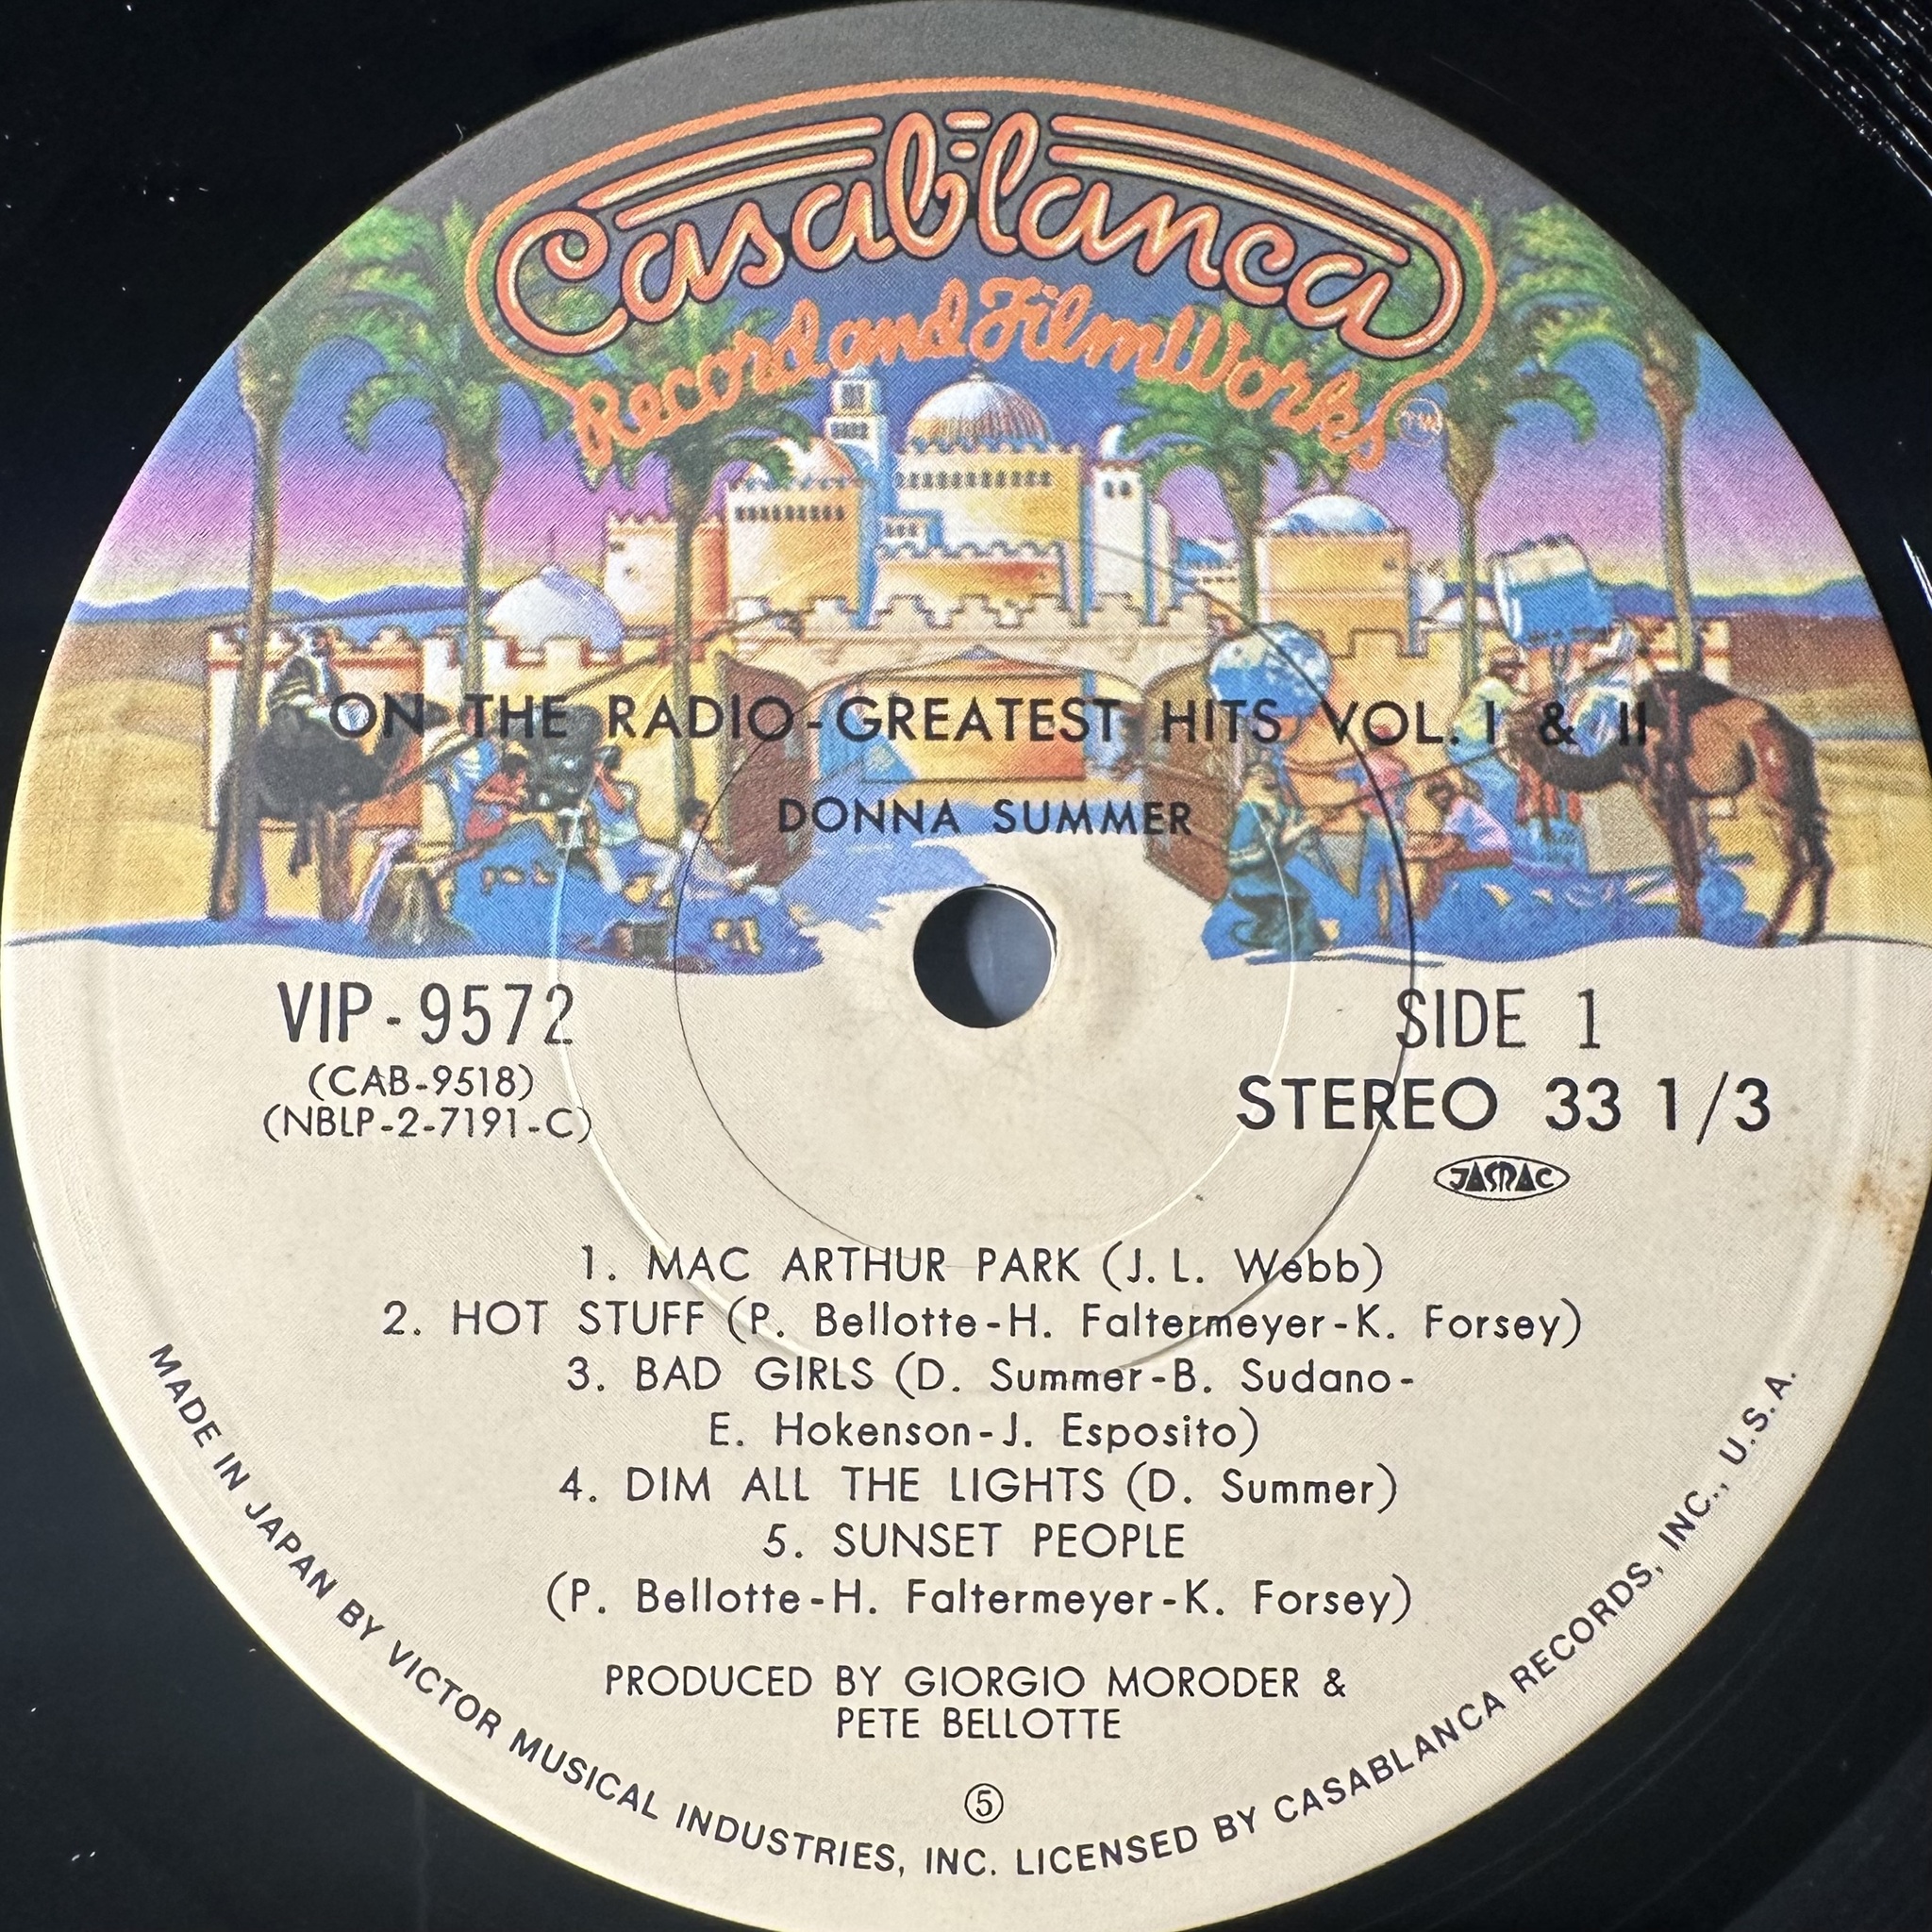 Casablanca
Record and FilmWorks
ON THE RADIO-GREATEST HITS VOL. I & II
DONNA SUMMER
VIP-9572
(CAB-9518)
(NBLP-2-7191-C)
SIDE 1
STEREO 33 1/3
JASRAC
1. MAC ARTHUR PARK (J. L. Webb)
2. HOT STUFF (P. Bellotte-H. Faltermeyer-K. Forsey)
3. BAD GIRLS (D. Summer-B. Sudano-
E. Hokenson-J. Esposito)
4. DIM ALL THE LIGHTS (D. Summer)
5. SUNSET PEOPLE
(P. Bellotte-H. Faltermeyer-K. Forsey)
PRODUCED BY GIORGIO MORODER &
PETE BELLOTTE
⑤
MADE IN JAPAN BY VICTOR MUSICAL INDUSTRIES, INC. LICENSED BY CASABLANCA RECORDS, INC., U.S.A.